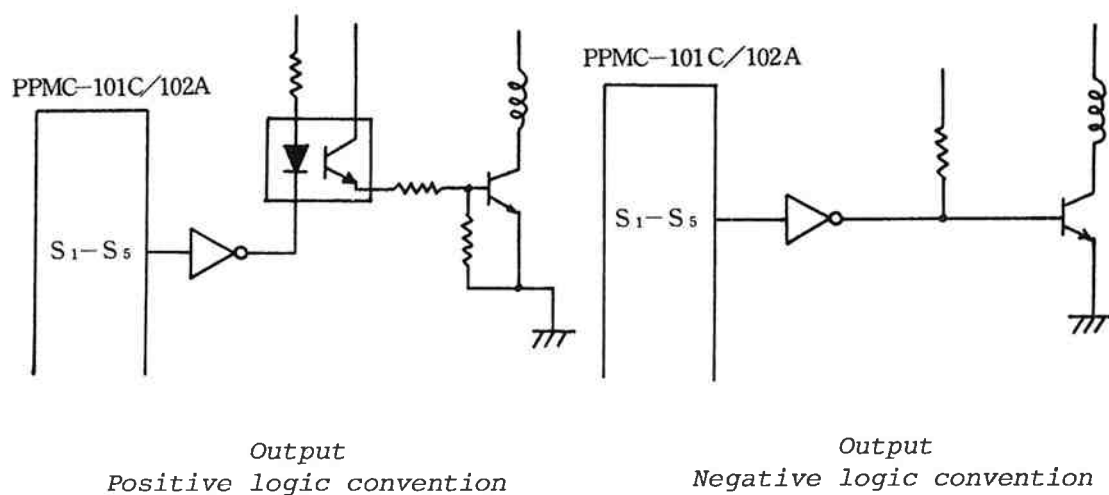 PPMC-101C/102A
S1-S5
Output
Positive logic convention
PPMC-101C/102A
S1-S5
Output
Negative logic convention